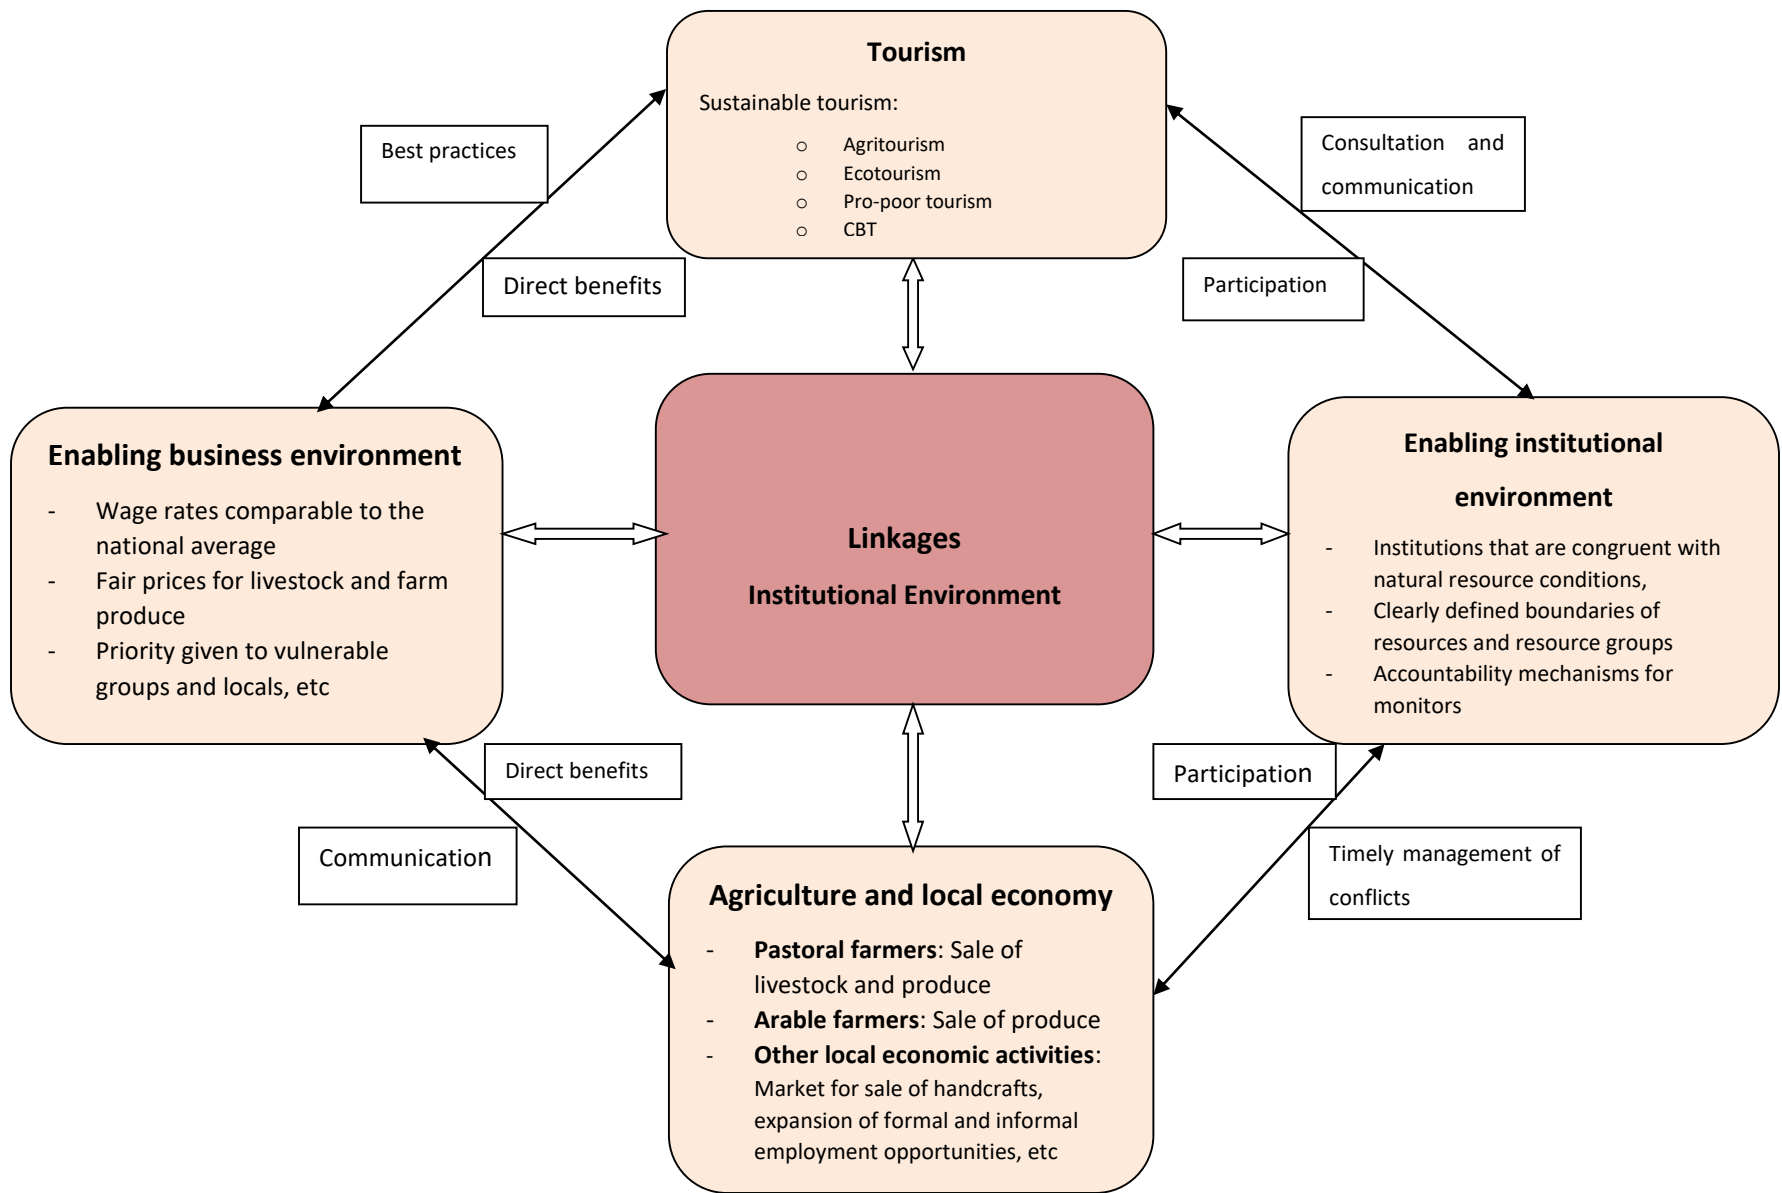 Tourism
Sustainable tourism:
o Agritourism
o Ecotourism
o Pro-poor tourism
o CBT
Best practices
Consultation and
communication
Direct benefits
Participation
Enabling business environment
- Wage rates comparable to the
national average
- Fair prices for livestock and farm
produce
- Priority given to vulnerable
groups and locals, etc
Linkages
Institutional Environment
Enabling institutional
environment
- Institutions that are congruent with
natural resource conditions,
- Clearly defined boundaries of
resources and resource groups
- Accountability mechanisms for
monitors
Direct benefits
Communication
Participation
Timely management of
conflicts
Agriculture and local economy
- Pastoral farmers: Sale of
livestock and produce
- Arable farmers: Sale of produce
- Other local economic activities:
Market for sale of handcrafts,
expansion of formal and informal
employment opportunities, etc